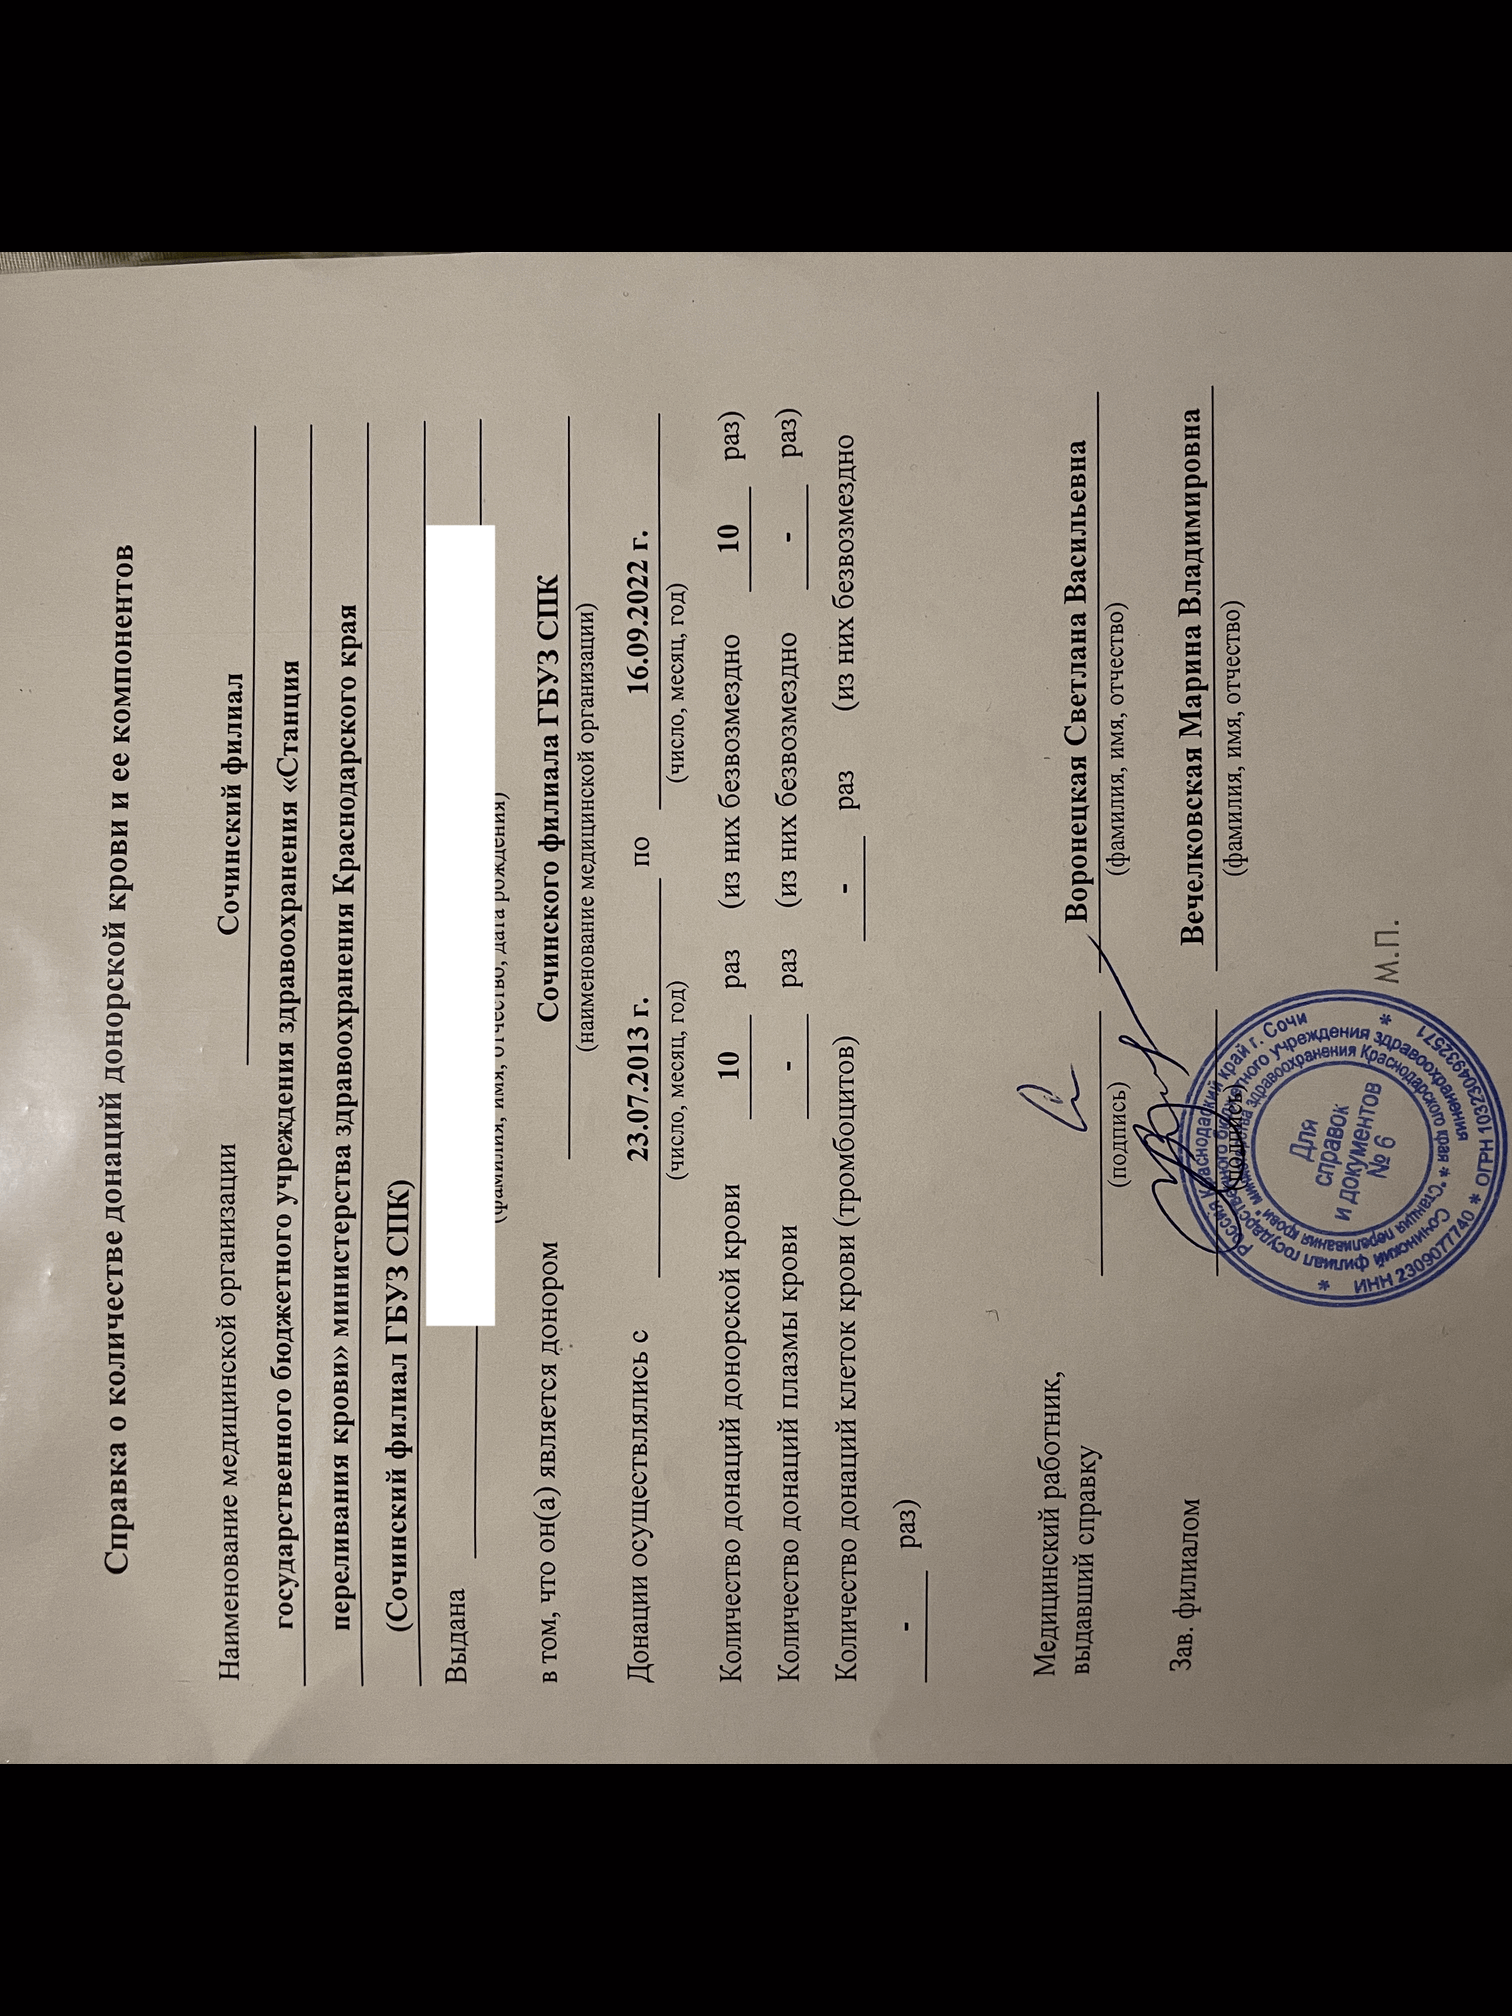 Справка о количестве донаций донорской крови и ее компонентов
Наименование медицинской организации Сочинский филиал
государственного бюджетного учреждения здравоохранения «Станция
переливания крови» министерства здравоохранения Краснодарского края
(Сочинский филиал ГБУЗ СПК)
Выдана
(фамилия, имя, отчество, дата рождения)
в том, что он(а) является донором Сочинского филиала ГБУЗ СПК
(наименование медицинской организации)
Донации осуществлялись с 23.07.2013 г. по 16.09.2022 г.
(число, месяц, год) (число, месяц, год)
Количество донаций донорской крови 10 раз (из них безвозмездно 10 раз)
Количество донаций плазмы крови - раз (из них безвозмездно - раз)
Количество донаций клеток крови (тромбоцитов) - раз (из них безвозмездно
- раз)
Медицинский работник,
выдавший справку Воронецкая Светлана Васильевна
(подпись) (фамилия, имя, отчество)
Зав. филиалом Вечелковская Марина Владимировна
(подпись) (фамилия, имя, отчество)
М.П.
Россия Краснодарский край г. Сочи
* ИНН 2309077740 * ОГРН 1032304932571 *
Сочинский филиал государственного бюджетного учреждения здравоохранения
"Станция переливания крови" министерства здравоохранения Краснодарского края *
Для
справок
и документов
№ 6